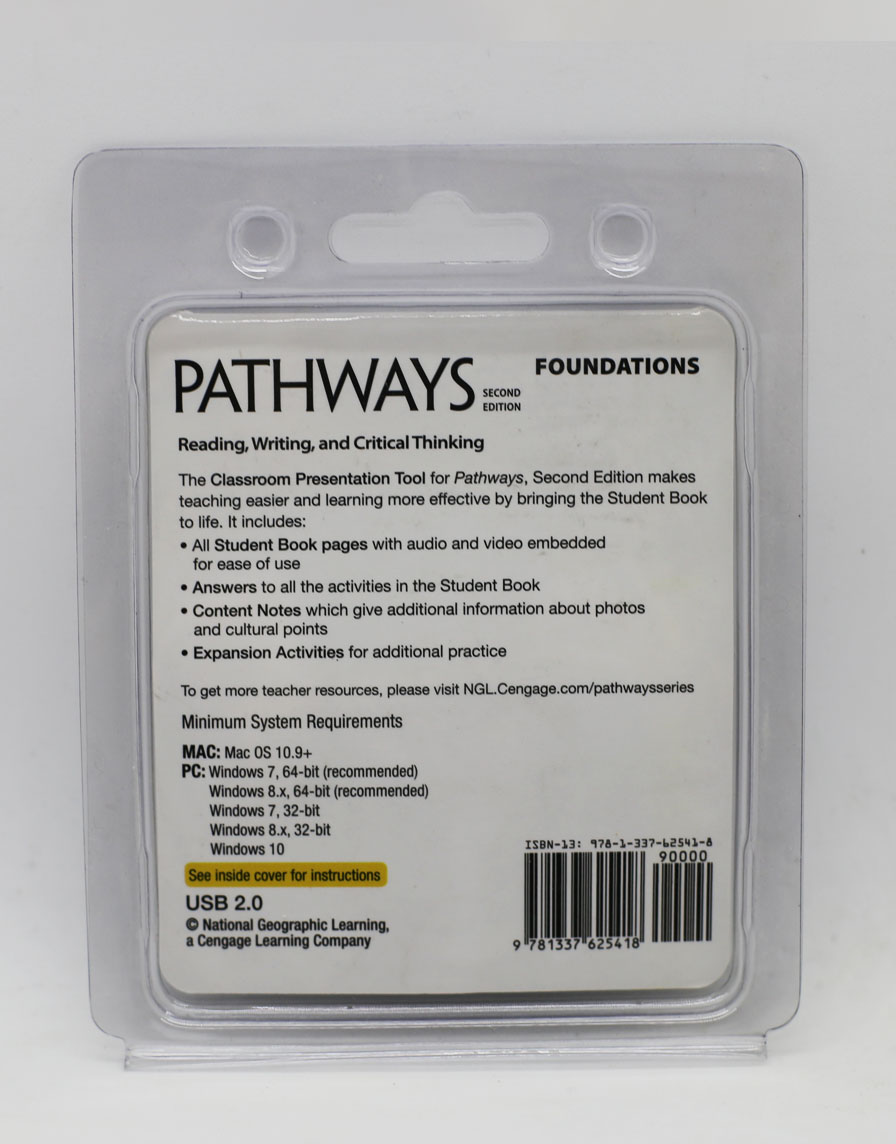 PATHWAYS SECOND EDITION FOUNDATIONS
Reading, Writing, and Critical Thinking
The Classroom Presentation Tool for Pathways, Second Edition makes
teaching easier and learning more effective by bringing the Student Book
to life. It includes:
• All Student Book pages with audio and video embedded
for ease of use
• Answers to all the activities in the Student Book
• Content Notes which give additional information about photos
and cultural points
• Expansion Activities for additional practice
To get more teacher resources, please visit NGL.Cengage.com/pathwaysseries
Minimum System Requirements
MAC: Mac OS 10.9+
PC: Windows 7, 64-bit (recommended)
Windows 8.x, 64-bit (recommended)
Windows 7, 32-bit
Windows 8.x, 32-bit
Windows 10
See inside cover for instructions
USB 2.0
© National Geographic Learning,
a Cengage Learning Company
ISBN-13: 978-1-337-62541-8
90000
9 781337 625418